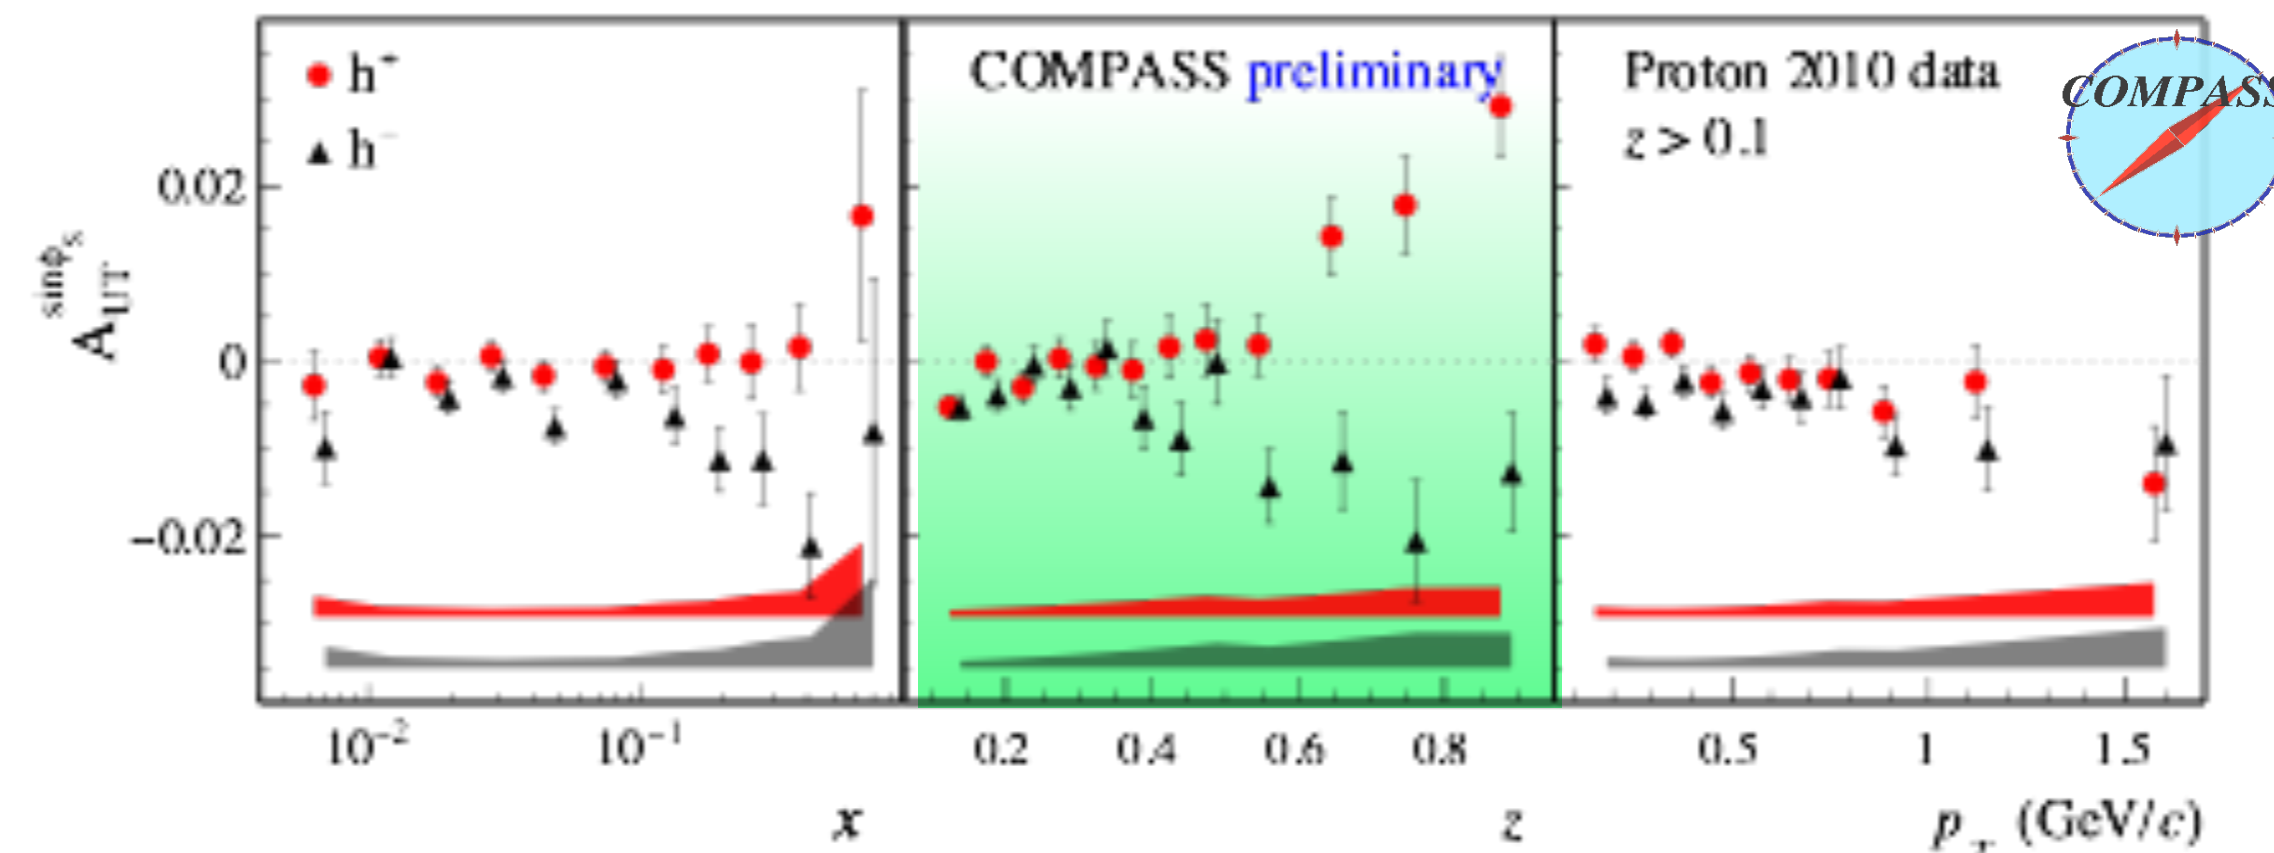 h⁺
h⁻
COMPASS preliminary
Proton 2010 data
z > 0.1
COMPASS
A_UT^sinϕ_S
0.02
0
−0.02
10⁻² 10⁻¹
0.2 0.4 0.6 0.8
0.5 1 1.5
x
z
p_T (GeV/c)